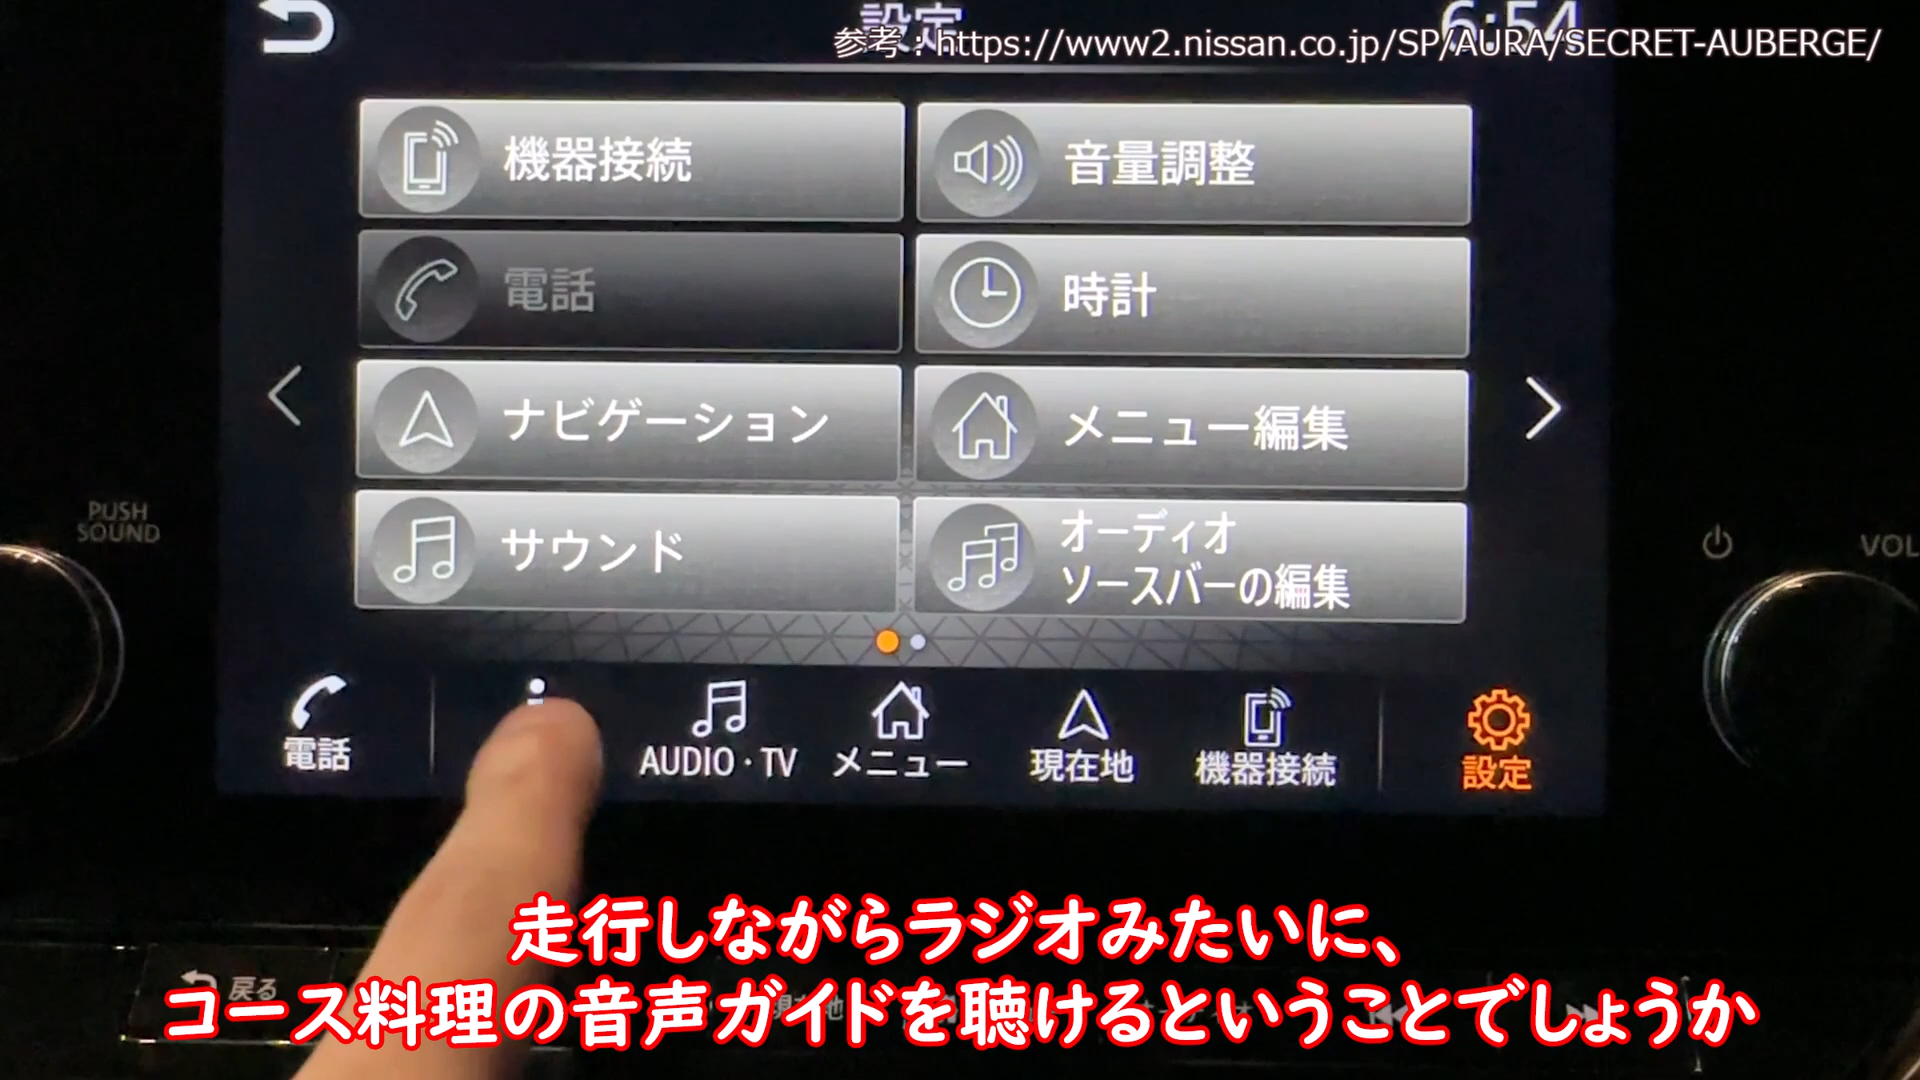 設定
6:54
参考：https://www2.nissan.co.jp/SP/AURA/SECRET-AUBERGE/
機器接続
音量調整
電話
時計
ナビゲーション
メニュー編集
サウンド
オーディオ
ソースバーの編集
PUSH
SOUND
VOL
電話
AUDIO・TV
メニュー
現在地
機器接続
設定
戻る
走行しながらラジオみたいに、
コース料理の音声ガイドを聴けるということでしょうか